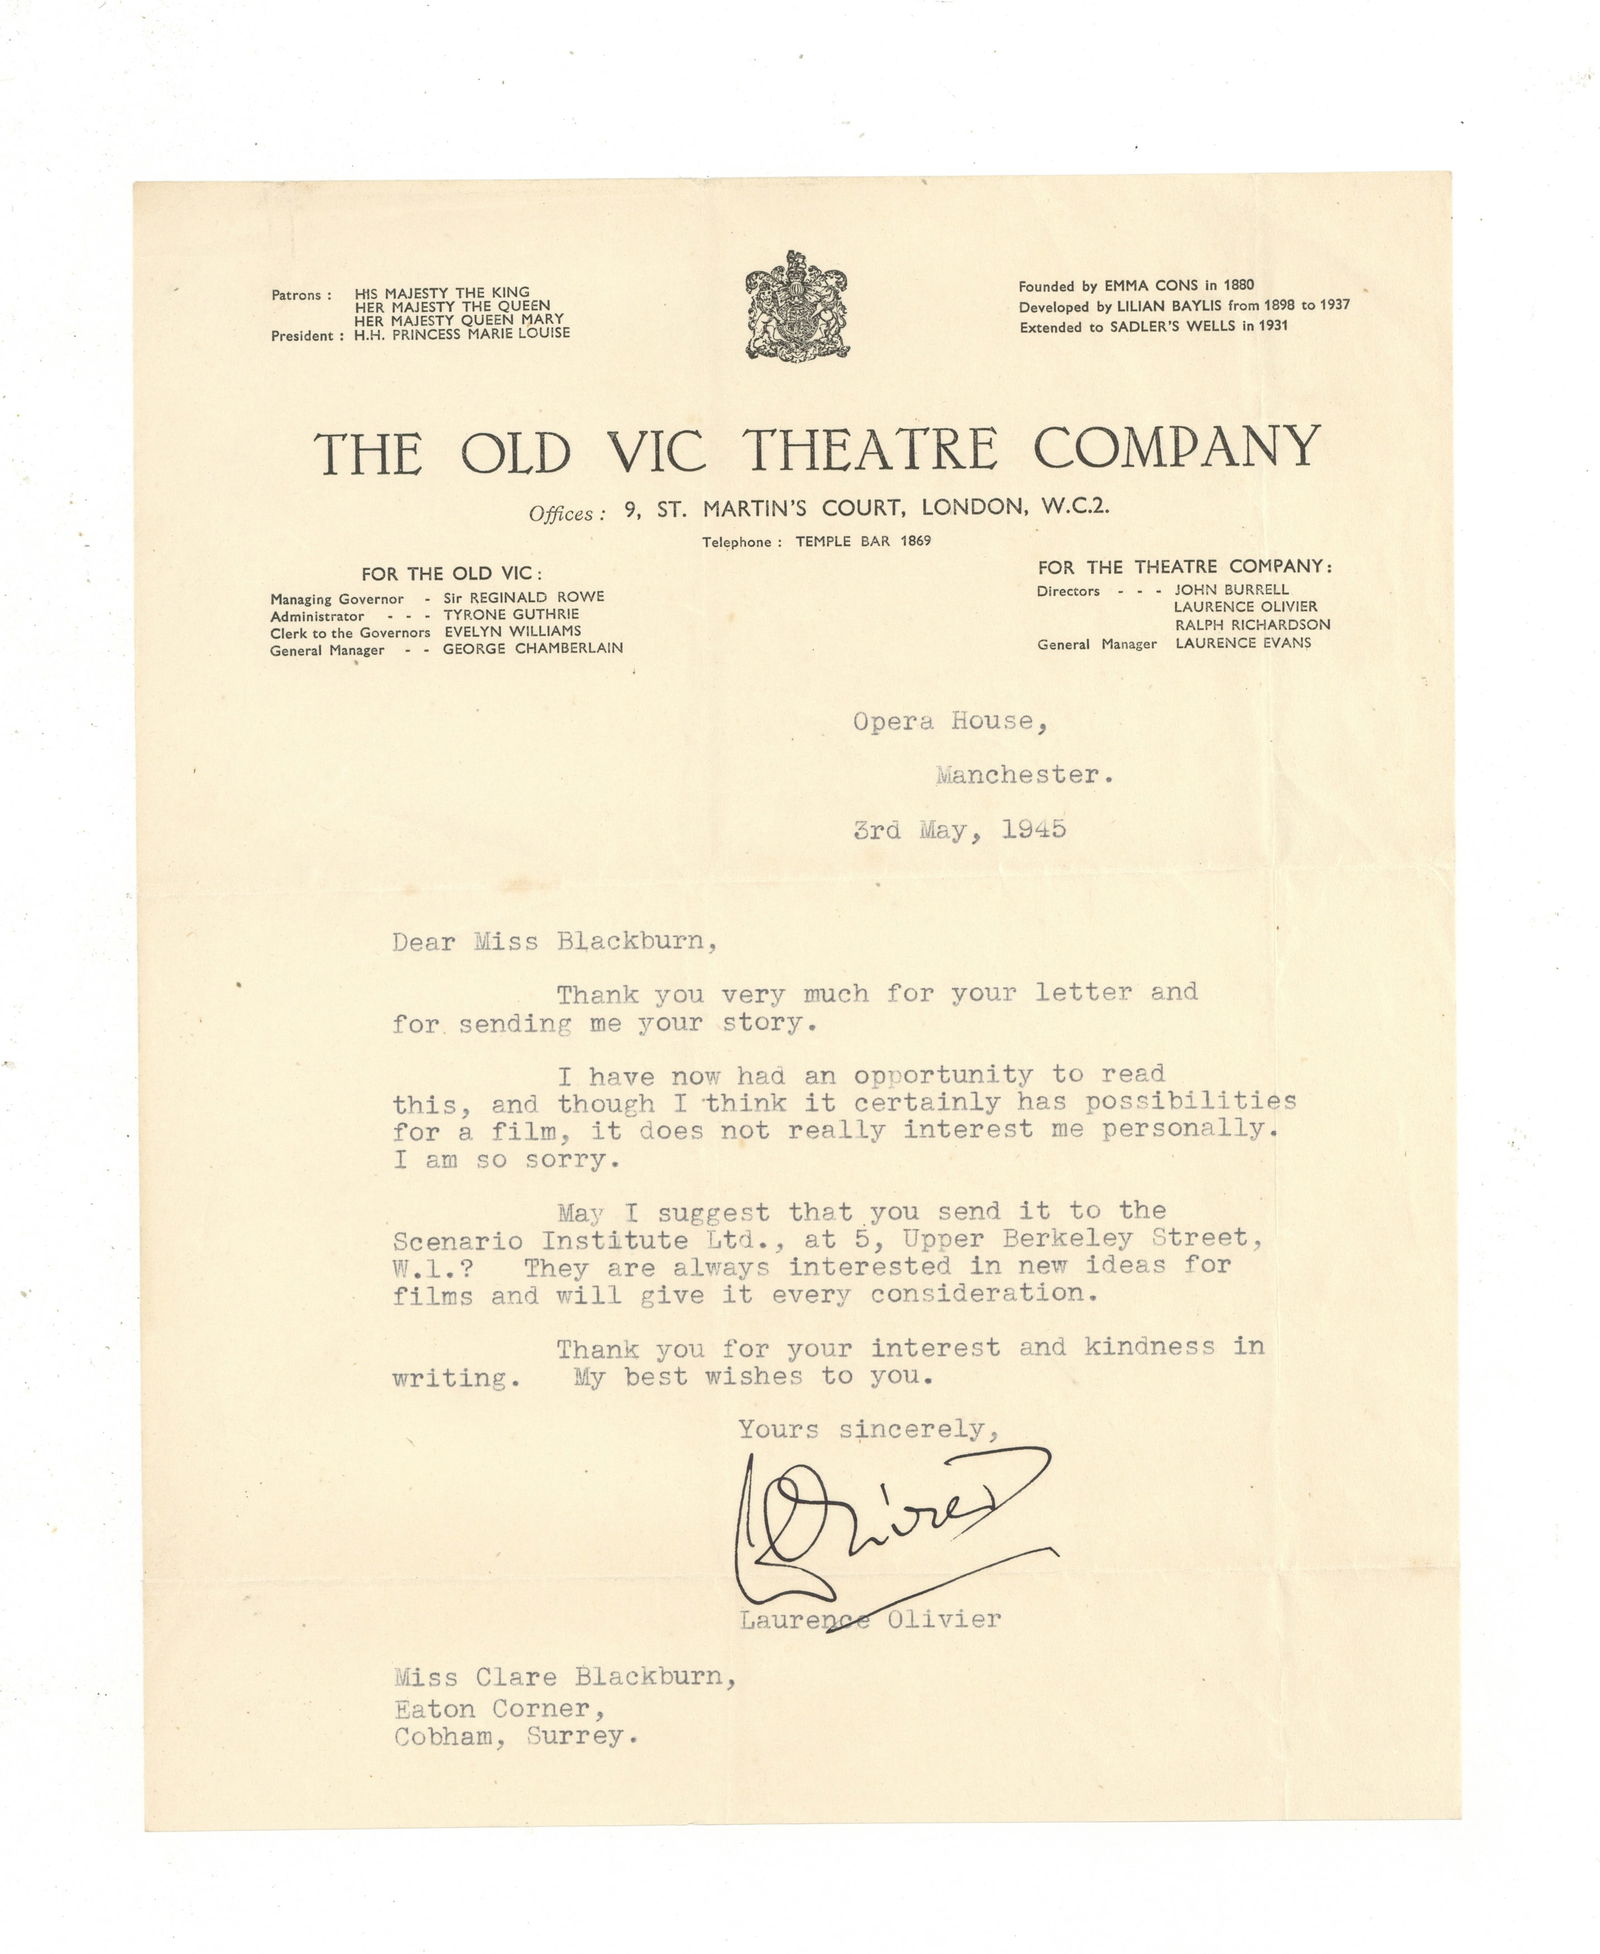 Patrons : HIS MAJESTY THE KING
HER MAJESTY THE QUEEN
HER MAJESTY QUEEN MARY
President : H.H. PRINCESS MARIE LOUISE
Founded by EMMA CONS in 1880
Developed by LILIAN BAYLIS from 1898 to 1937
Extended to SADLER'S WELLS in 1931
THE OLD VIC THEATRE COMPANY
Offices : 9, ST. MARTIN'S COURT, LONDON, W.C.2.
Telephone : TEMPLE BAR 1869
FOR THE OLD VIC :
Managing Governor - Sir REGINALD ROWE
Administrator - - - TYRONE GUTHRIE
Clerk to the Governors EVELYN WILLIAMS
General Manager - - GEORGE CHAMBERLAIN
FOR THE THEATRE COMPANY :
Directors - - - JOHN BURRELL
LAURENCE OLIVIER
RALPH RICHARDSON
General Manager LAURENCE EVANS
Opera House,
Manchester.
3rd May, 1945
Dear Miss Blackburn,
Thank you very much for your letter and
for sending me your story.
I have now had an opportunity to read
this, and though I think it certainly has possibilities
for a film, it does not really interest me personally.
I am so sorry.
May I suggest that you send it to the
Scenario Institute Ltd., at 5, Upper Berkeley Street,
W.1.? They are always interested in new ideas for
films and will give it every consideration.
Thank you for your interest and kindness in
writing. My best wishes to you.
Yours sincerely,
L Olivier
Laurence Olivier
Miss Clare Blackburn,
Eaton Corner,
Cobham, Surrey.